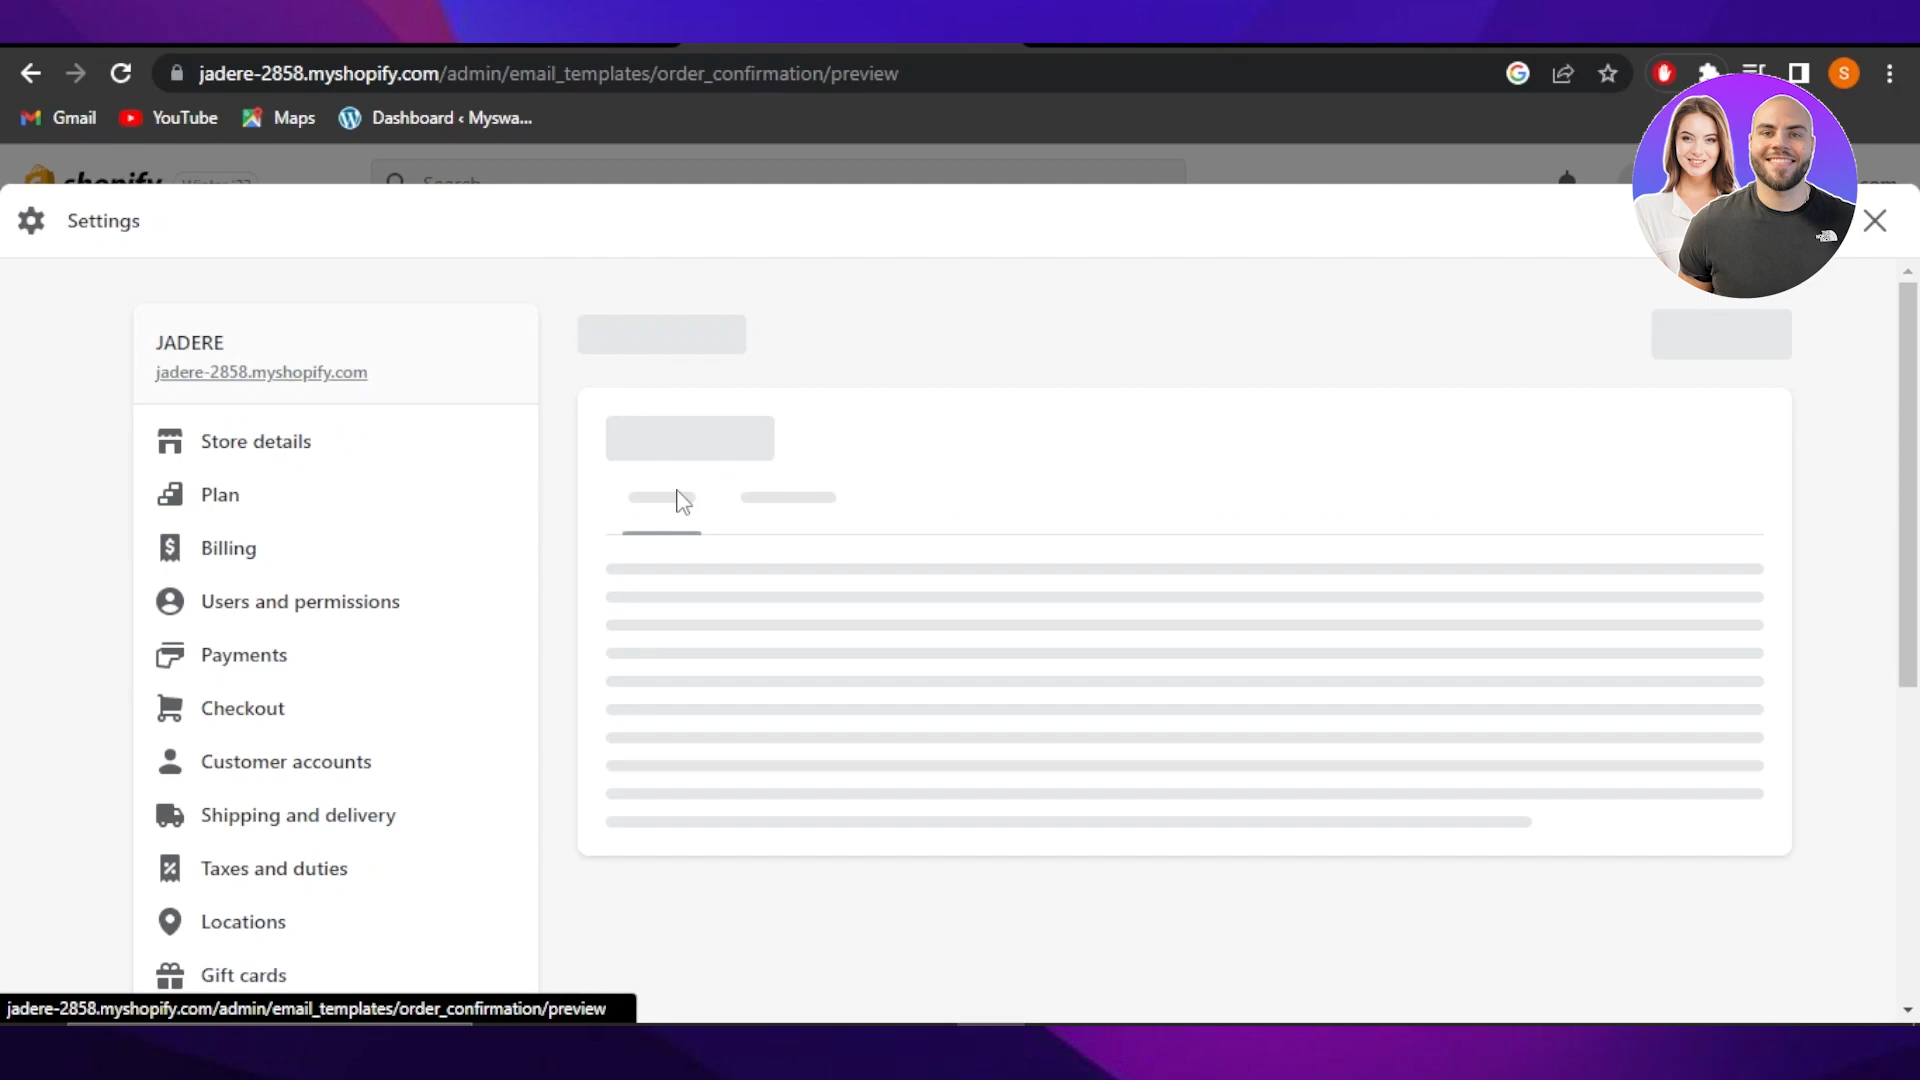 jadere-2858.myshopify.com/admin/email_templates/order_confirmation/preview
S
Gmail
YouTube
Maps
Dashboard ‹ Myswa...
shopify
Search
Settings
JADERE
jadere-2858.myshopify.com
Store details
Plan
Billing
Users and permissions
Payments
Checkout
Customer accounts
Shipping and delivery
Taxes and duties
Locations
Gift cards
jadere-2858.myshopify.com/admin/email_templates/order_confirmation/preview